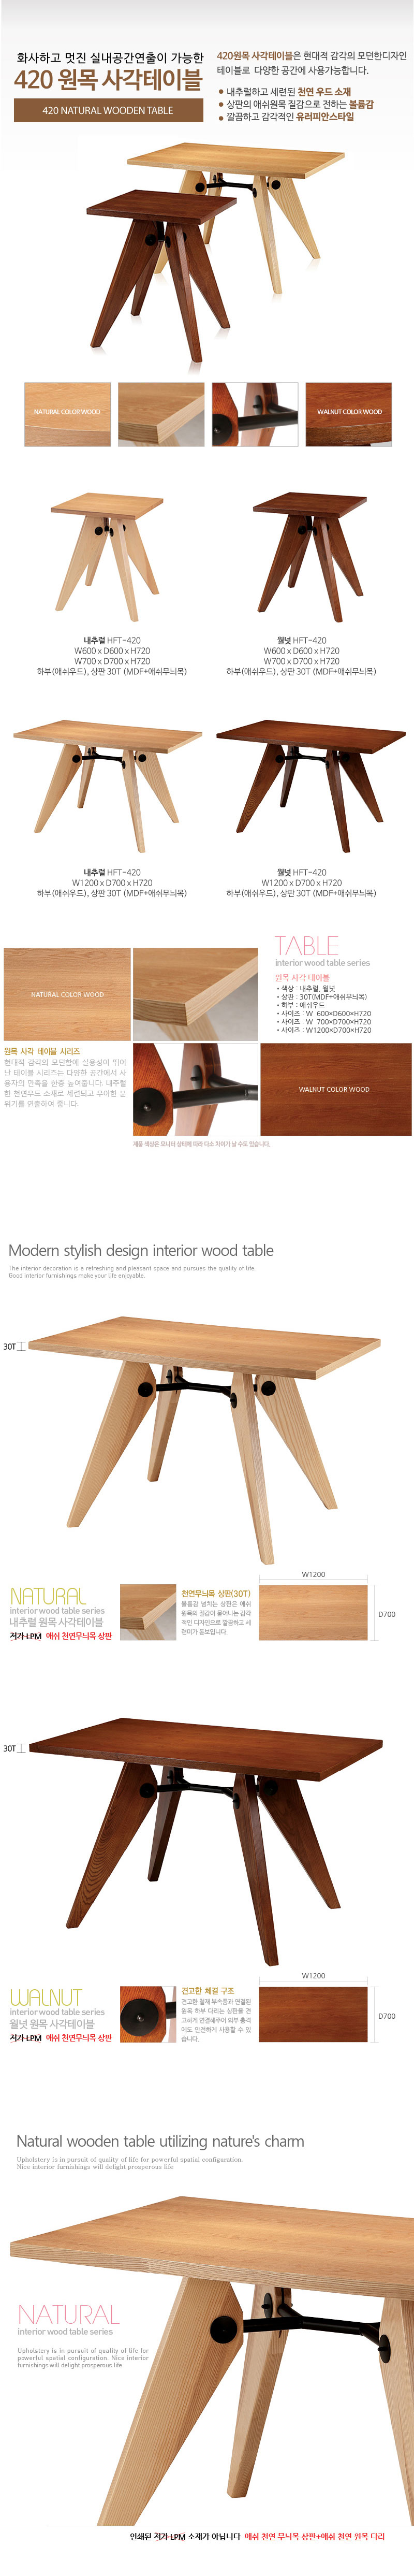 화사하고 멋진 실내공간연출이 가능한
420 원목 사각테이블
420 NATURAL WOODEN TABLE
420원목 사각테이블은 현대적 감각의 모던한디자인
테이블로 다양한 공간에 사용가능합니다.
● 내추럴하고 세련된 천연 우드 소재
● 상판의 애쉬원목 질감으로 전하는 볼륨감
● 깔끔하고 감각적인 유러피안스타일
NATURAL COLOR WOOD
WALNUT COLOR WOOD
내추럴 HFT-420
W600 x D600 x H720
W700 x D700 x H720
하부(애쉬우드), 상판 30T (MDF+애쉬무늬목)
월넛 HFT-420
W600 x D600 x H720
W700 x D700 x H720
하부(애쉬우드), 상판 30T (MDF+애쉬무늬목)
내추럴 HFT-420
W1200 x D700 x H720
하부(애쉬우드), 상판 30T (MDF+애쉬무늬목)
월넛 HFT-420
W1200 x D700 x H720
하부(애쉬우드), 상판 30T (MDF+애쉬무늬목)
TABLE
interior wood table series
원목 사각 테이블
• 색상 : 내추럴, 월넛
• 상판 : 30T(MDF+애쉬무늬목)
• 하부 : 애쉬우드
• 사이즈 : W 600×D600×H720
• 사이즈 : W 700×D700×H720
• 사이즈 : W1200×D700×H720
NATURAL COLOR WOOD
원목 사각 테이블 시리즈
현대적 감각의 모던함에 실용성이 뛰어
난 테이블 시리즈는 다양한 공간에서 사
용자의 만족을 한층 높여줍니다. 내추럴
한 천연우드 소재로 세련되고 우아한 분
위기를 연출하여 줍니다.
WALNUT COLOR WOOD
제품 색상은 모니터 상태에 따라 다소 차이가 날 수도 있습니다.
Modern stylish design interior wood table
The interior decoration is a refreshing and pleasant space and pursues the quality of life.
Good interior furnishings make your life enjoyable.
30T
NATURAL
interior wood table series
내추럴 원목 사각테이블
저가 LPM 애쉬 천연무늬목 상판
천연무늬목 상판(30T)
볼륨감 넘치는 상판은 애쉬
원목의 질감이 묻어나는 감각
적인 디자인으로 깔끔하고 세
련미가 돋보입니다.
W1200
D700
30T
WALNUT
interior wood table series
월넛 원목 사각테이블
저가 LPM 애쉬 천연무늬목 상판
견고한 체결 구조
견고한 철재 부속품과 연결된
원목 하부 다리는 상판을 견
고하게 연결해주어 외부 충격
에도 안전하게 사용할 수 있
습니다.
W1200
D700
Natural wooden table utilizing nature's charm
Upholstery is in pursuit of quality of life for powerful spatial configuration.
Nice interior furnishings will delight prosperous life
NATURAL
interior wood table series
Upholstery is in pursuit of quality of life for
powerful spatial configuration. Nice interior
furnishings will delight prosperous life
인쇄된 저가 LPM 소재가 아닙니다 애쉬 천연 무늬목 상판+애쉬 천연 원목 다리